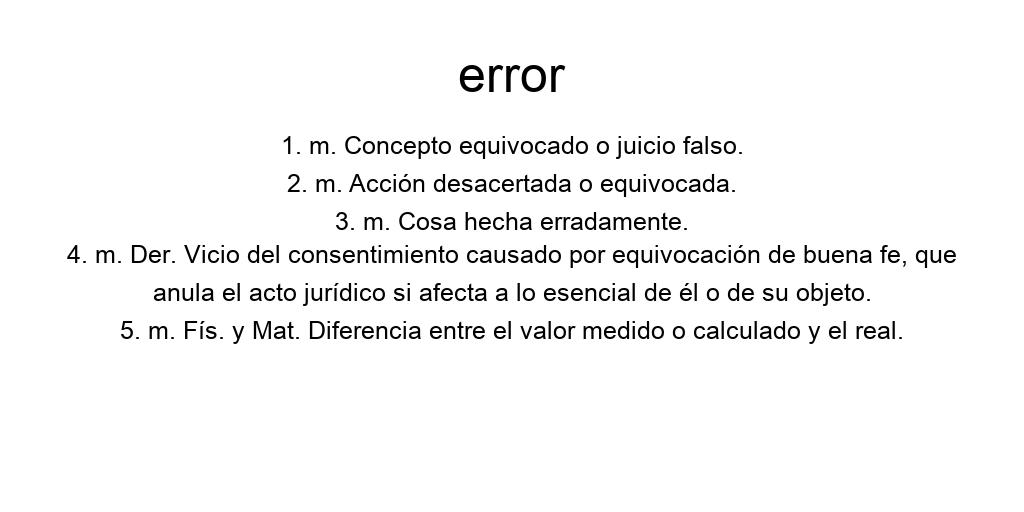 error
1. m. Concepto equivocado o juicio falso.
2. m. Acción desacertada o equivocada.
3. m. Cosa hecha erradamente.
4. m. Der. Vicio del consentimiento causado por equivocación de buena fe, que
anula el acto jurídico si afecta a lo esencial de él o de su objeto.
5. m. Fís. y Mat. Diferencia entre el valor medido o calculado y el real.